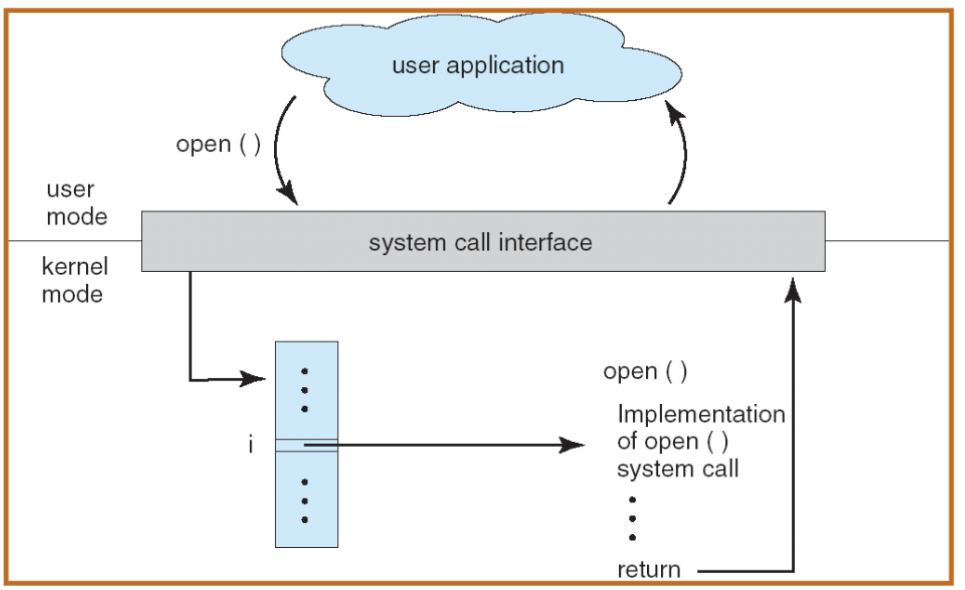 user application
open ( )
user
mode
system call interface
kernel
mode
open ( )
Implementation
of open ( )
system call
i
return